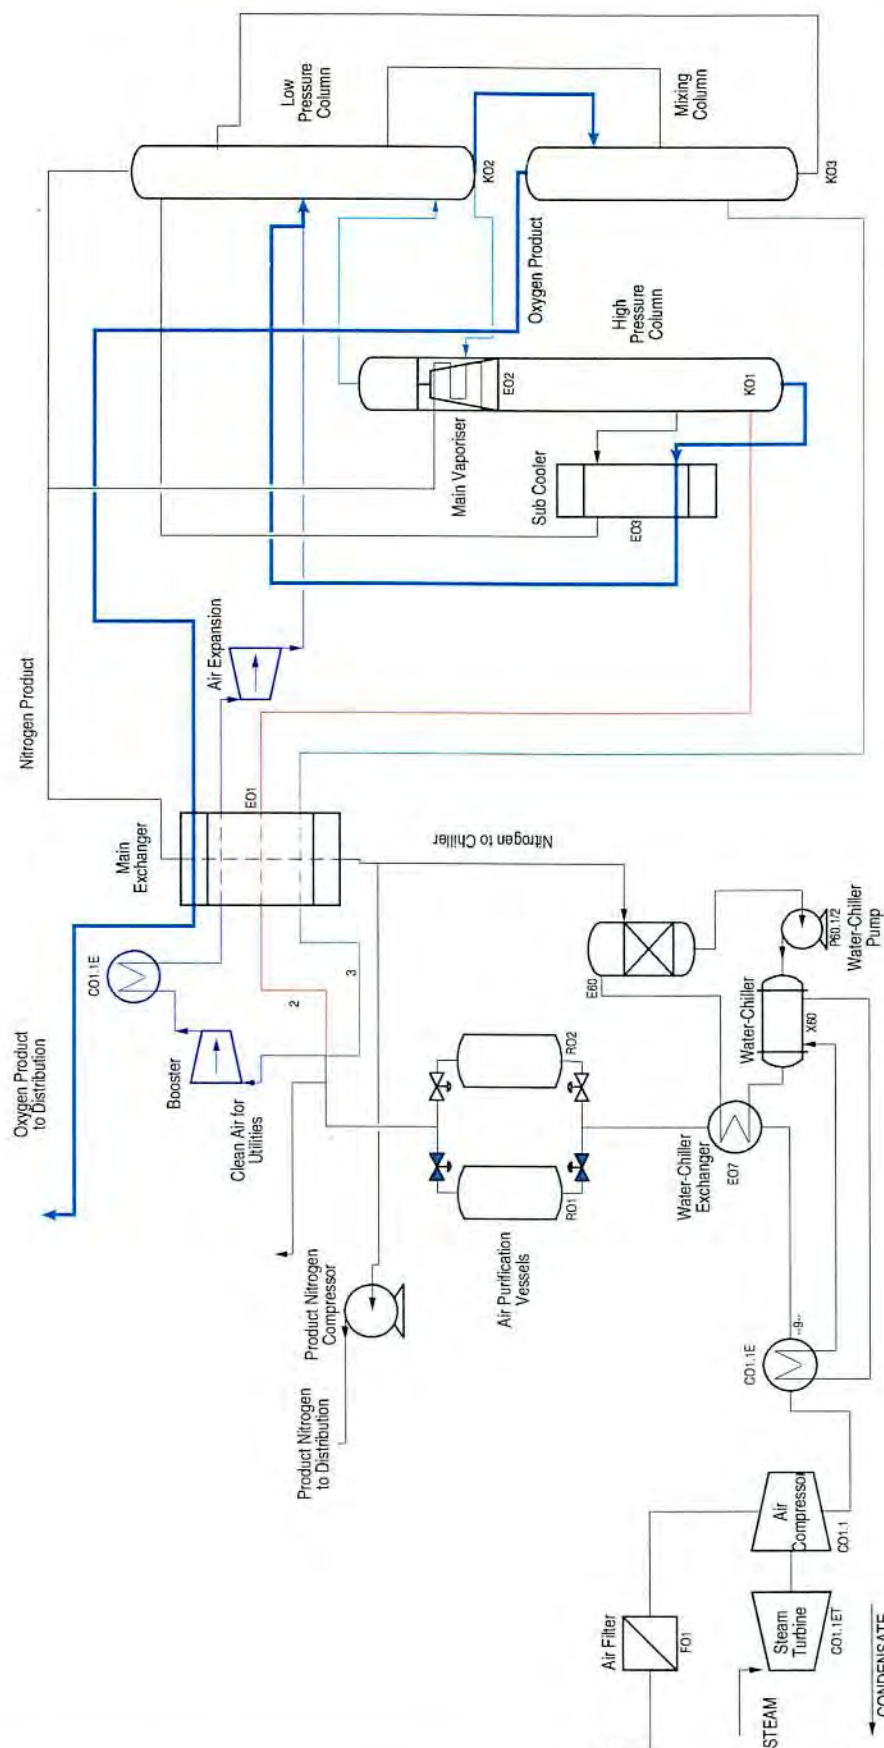 Low
Pressure
Column
Mixing
Column
KO2
KO3
Oxygen Product
High
Pressure
Column
EO2
KO1
Main Vaporiser
Sub Cooler
EO3
Air Expansion
Nitrogen Product
EO1
Main
Exchanger
Nitrogen to Chiller
CO1.1E
2
3
Booster
Oxygen Product
to Distribution
Clean Air for
Utilities
E60
P60.1/2
Water-Chiller
Pump
Water-Chiller
X60
RO2
RO1
Air Purification
Vessels
Water-Chiller
Exchanger
EO7
Product Nitrogen
Compressor
Product Nitrogen
to Distribution
CO1.1E
--9--
Air
Compressor
CO1.1
Air Filter
FO1
Steam
Turbine
CO1.1ET
STEAM
CONDENSATE